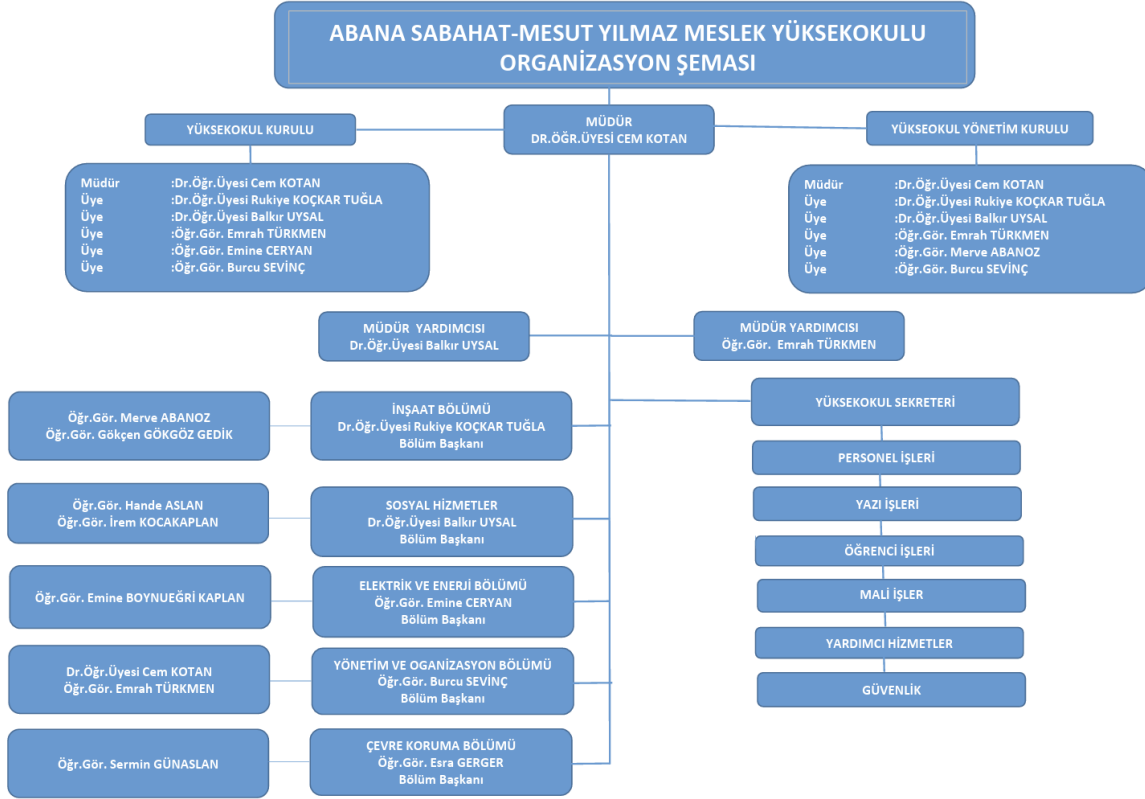 ABANA SABAHAT-MESUT YILMAZ MESLEK YÜKSEKOKULU
ORGANİZASYON ŞEMASI
MÜDÜR
DR.ÖĞR.ÜYESİ CEM KOTAN
YÜKSEKOKUL KURULU
YÜKSEOKUL YÖNETİM KURULU
Müdür :Dr.Öğr.Üyesi Cem KOTAN
Üye :Dr.Öğr.Üyesi Rukiye KOÇKAR TUĞLA
Üye :Dr.Öğr.Üyesi Balkır UYSAL
Üye :Öğr.Gör. Emrah TÜRKMEN
Üye :Öğr.Gör. Emine CERYAN
Üye :Öğr.Gör. Burcu SEVİNÇ
Müdür :Dr.Öğr.Üyesi Cem KOTAN
Üye :Dr.Öğr.Üyesi Rukiye KOÇKAR TUĞLA
Üye :Dr.Öğr.Üyesi Balkır UYSAL
Üye :Öğr.Gör. Emrah TÜRKMEN
Üye :Öğr.Gör. Merve ABANOZ
Üye :Öğr.Gör. Burcu SEVİNÇ
MÜDÜR YARDIMCISI
Dr.Öğr.Üyesi Balkır UYSAL
MÜDÜR YARDIMCISI
Öğr.Gör. Emrah TÜRKMEN
Öğr.Gör. Merve ABANOZ
Öğr.Gör. Gökçen GÖKGÖZ GEDİK
İNŞAAT BÖLÜMÜ
Dr.Öğr.Üyesi Rukiye KOÇKAR TUĞLA
Bölüm Başkanı
Öğr.Gör. Hande ASLAN
Öğr.Gör. İrem KOCAKAPLAN
SOSYAL HİZMETLER
Dr.Öğr.Üyesi Balkır UYSAL
Bölüm Başkanı
Öğr.Gör. Emine BOYNUEĞRİ KAPLAN
ELEKTRİK VE ENERJİ BÖLÜMÜ
Öğr.Gör. Emine CERYAN
Bölüm Başkanı
Dr.Öğr.Üyesi Cem KOTAN
Öğr.Gör. Emrah TÜRKMEN
YÖNETİM VE OGANİZASYON BÖLÜMÜ
Öğr.Gör. Burcu SEVİNÇ
Bölüm Başkanı
Öğr.Gör. Sermin GÜNASLAN
ÇEVRE KORUMA BÖLÜMÜ
Öğr.Gör. Esra GERGER
Bölüm Başkanı
YÜKSEKOKUL SEKRETERİ
PERSONEL İŞLERİ
YAZI İŞLERİ
ÖĞRENCİ İŞLERİ
MALİ İŞLER
YARDIMCI HİZMETLER
GÜVENLİK